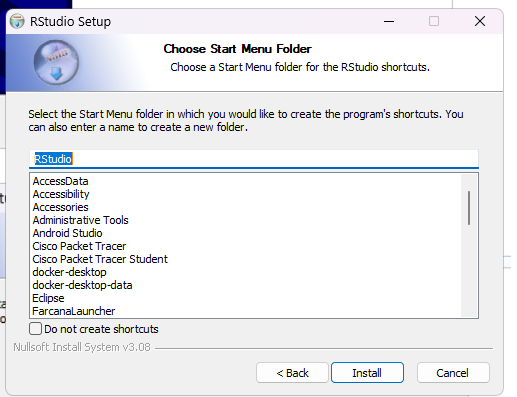 RStudio Setup
Choose Start Menu Folder
Choose a Start Menu folder for the RStudio shortcuts.
Select the Start Menu folder in which you would like to create the program's shortcuts. You
can also enter a name to create a new folder.
RStudio
AccessData
Accessibility
Accessories
Administrative Tools
Android Studio
Cisco Packet Tracer
Cisco Packet Tracer Student
docker-desktop
docker-desktop-data
Eclipse
FarcanaLauncher
Do not create shortcuts
Nullsoft Install System v3.08
< Back
Install
Cancel